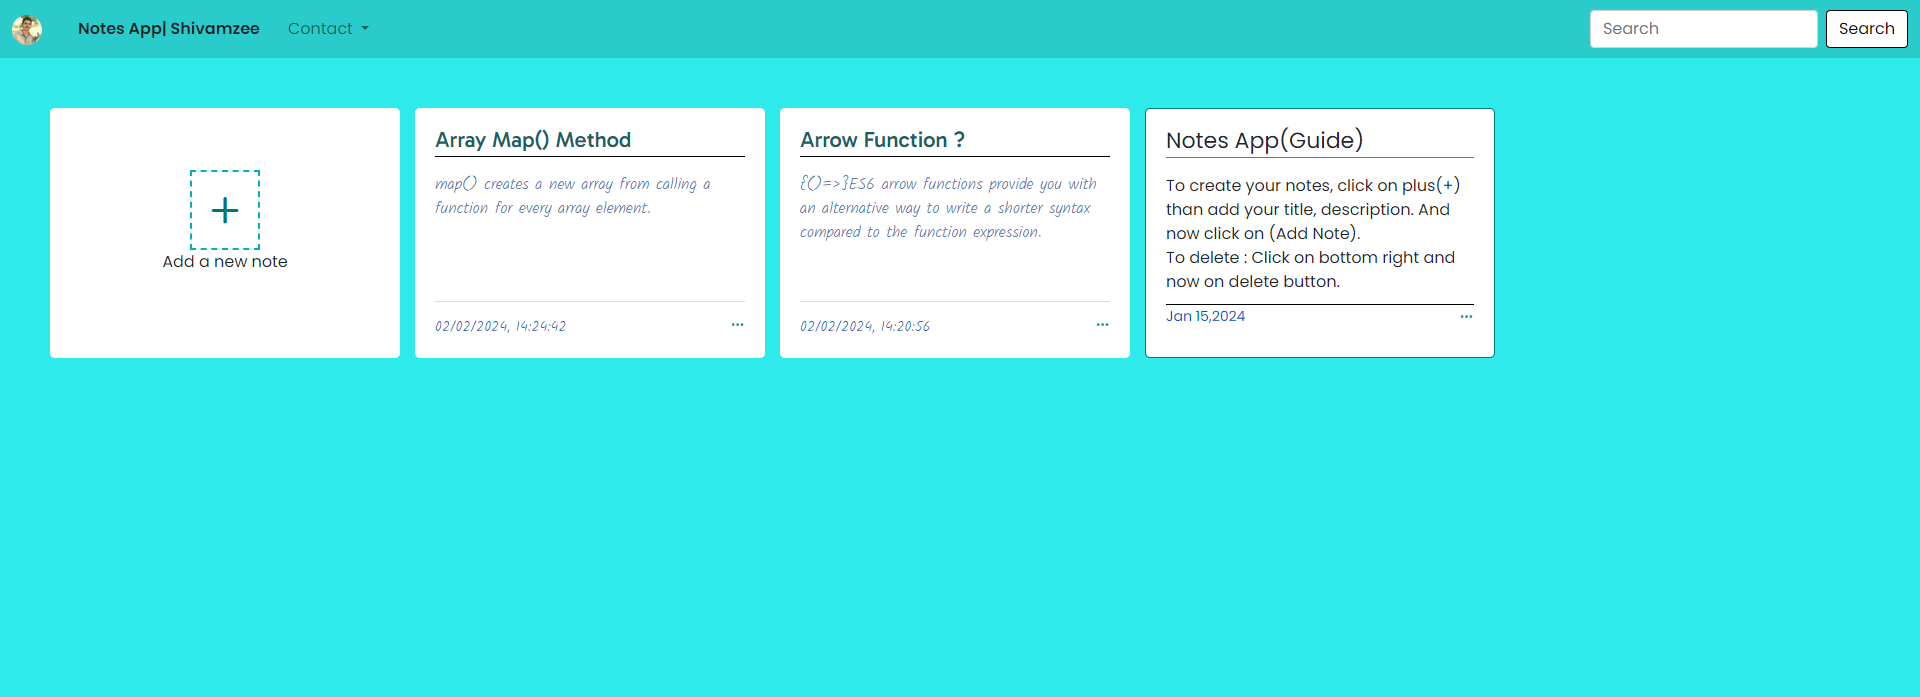 Notes App| Shivamzee
Contact
Search
Search
Add a new note
Array Map() Method
map() creates a new array from calling a
function for every array element.
02/02/2024, 14:24:42
Arrow Function ?
{()=>}ES6 arrow functions provide you with
an alternative way to write a shorter syntax
compared to the function expression.
02/02/2024, 14:20:56
Notes App(Guide)
To create your notes, click on plus(+)
than add your title, description. And
now click on (Add Note).
To delete : Click on bottom right and
now on delete button.
Jan 15,2024